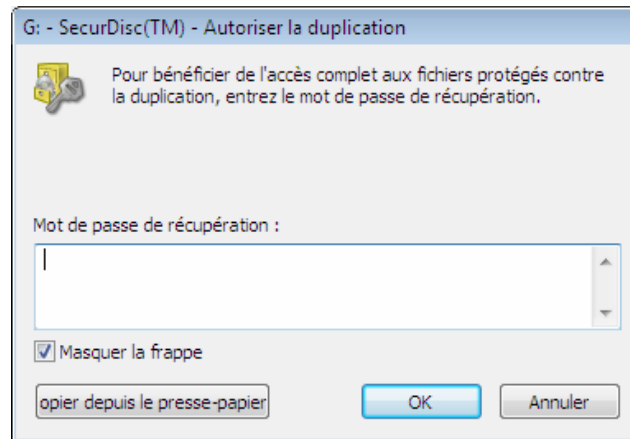 G: - SecurDisc(TM) - Autoriser la duplication
Pour bénéficier de l'accès complet aux fichiers protégés contre
la duplication, entrez le mot de passe de récupération.
Mot de passe de récupération :
Masquer la frappe
opier depuis le presse-papier
OK
Annuler